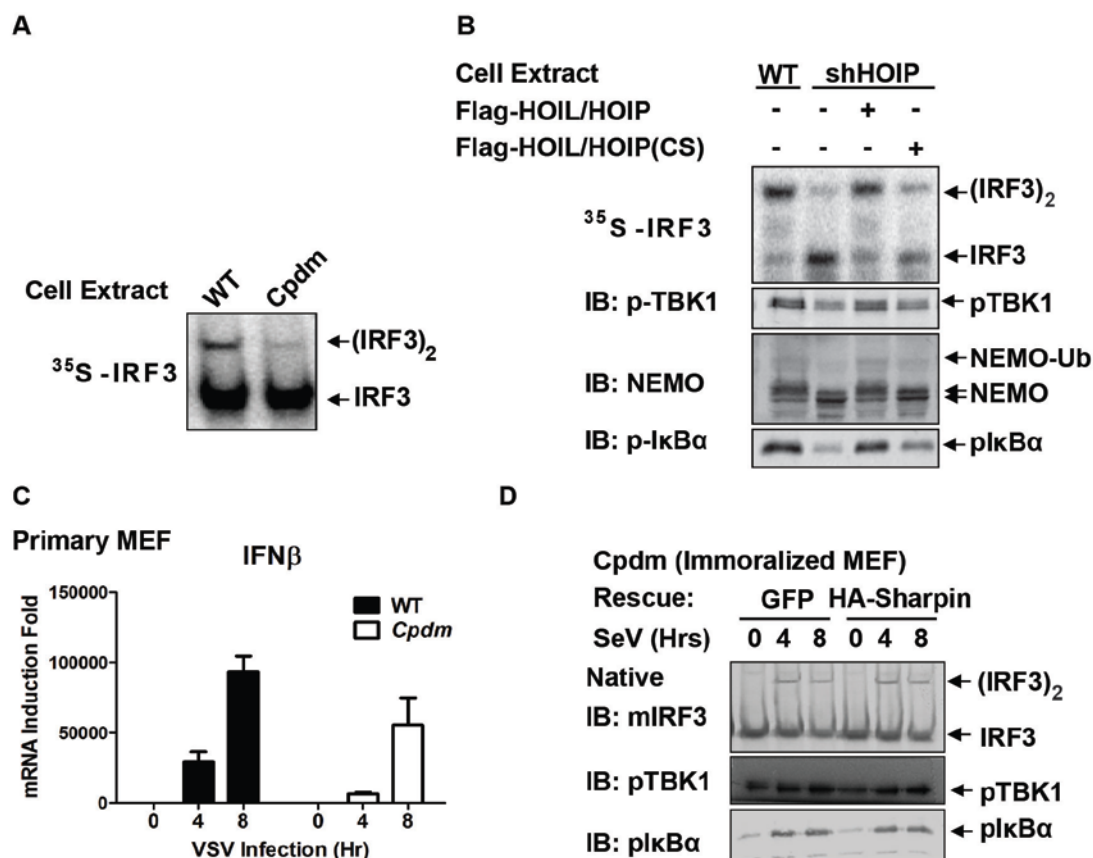 A
Cell Extract
WT Cpdm
³⁵S -IRF3
(IRF3)₂
IRF3
B
Cell Extract WT shHOIP
Flag-HOIL/HOIP - - + -
Flag-HOIL/HOIP(CS) - - - +
³⁵S -IRF3
(IRF3)₂
IRF3
IB: p-TBK1 pTBK1
NEMO-Ub
IB: NEMO NEMO
IB: p-IκBα pIκBα
C
Primary MEF
IFNβ
mRNA Induction Fold
150000
100000
50000
0
WT
Cpdm
0 4 8 0 4 8
VSV Infection (Hr)
D
Cpdm (Immoralized MEF)
Rescue: GFP HA-Sharpin
SeV (Hrs) 0 4 8 0 4 8
Native (IRF3)₂
IB: mIRF3 IRF3
IB: pTBK1 pTBK1
IB: pIκBα pIκBα